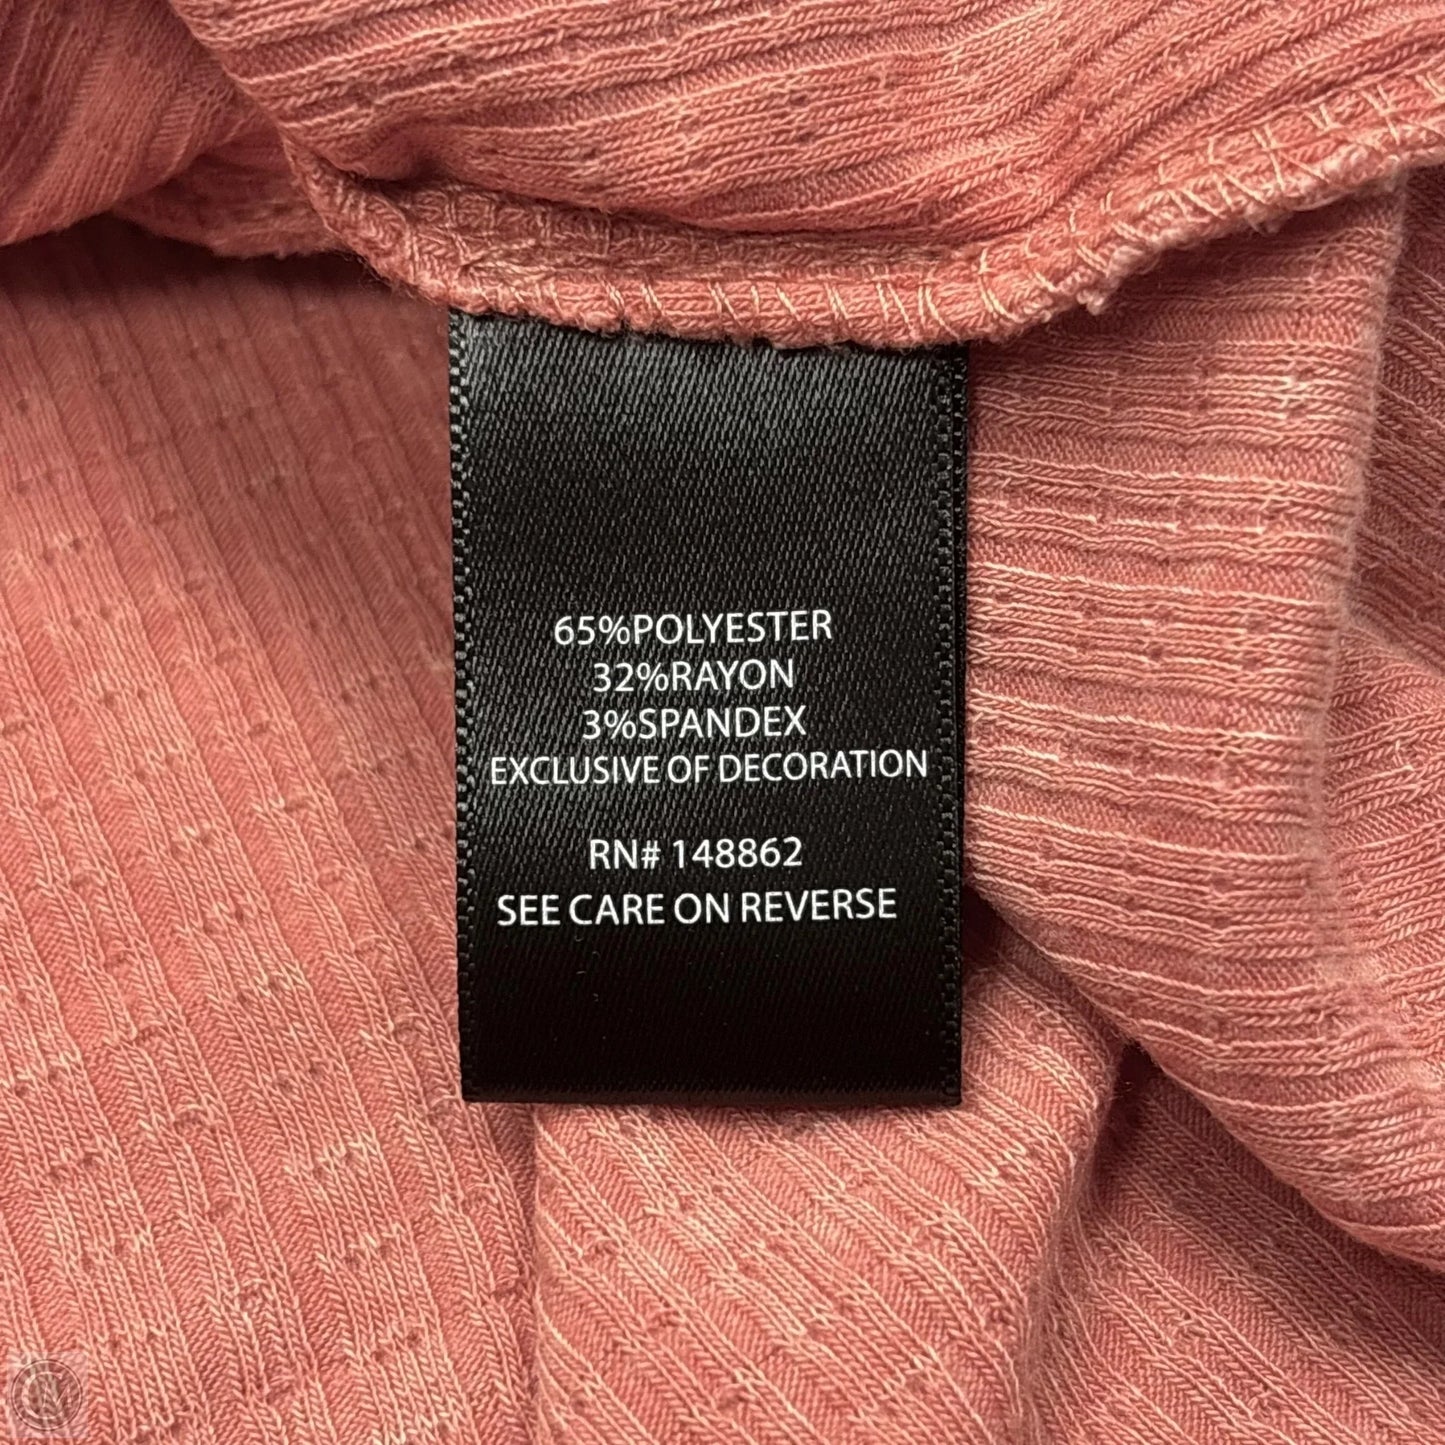 65%POLYESTER
32%RAYON
3%SPANDEX
EXCLUSIVE OF DECORATION
RN# 148862
SEE CARE ON REVERSE